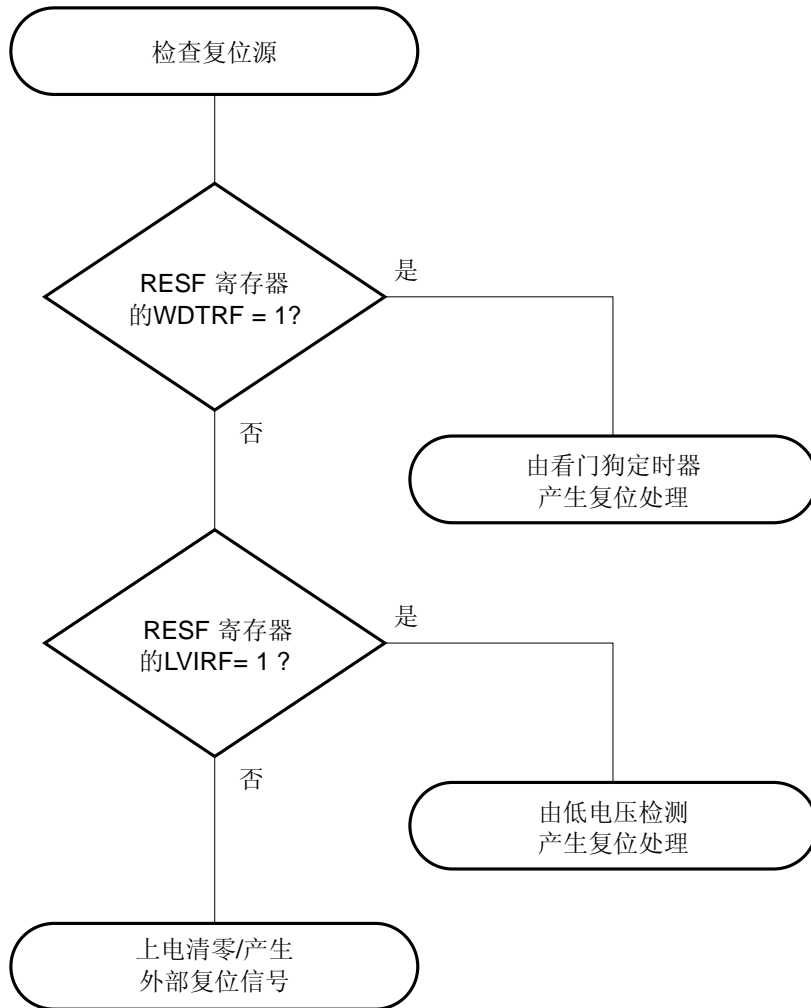 检查复位源
RESF 寄存器
的WDTRF = 1?
是
否
由看门狗定时器
产生复位处理
RESF 寄存器
的LVIRF= 1 ?
是
否
由低电压检测
产生复位处理
上电清零/产生
外部复位信号